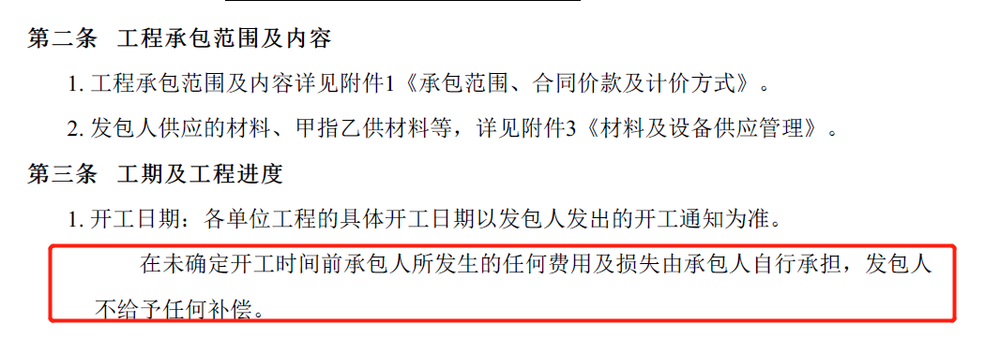 第二条 工程承包范围及内容
1. 工程承包范围及内容详见附件1《承包范围、合同价款及计价方式》。
2. 发包人供应的材料、甲指乙供材料等，详见附件3《材料及设备供应管理》。
第三条 工期及工程进度
1. 开工日期：各单位工程的具体开工日期以发包人发出的开工通知为准。
在未确定开工时间前承包人所发生的任何费用及损失由承包人自行承担，发包人
不给予任何补偿。